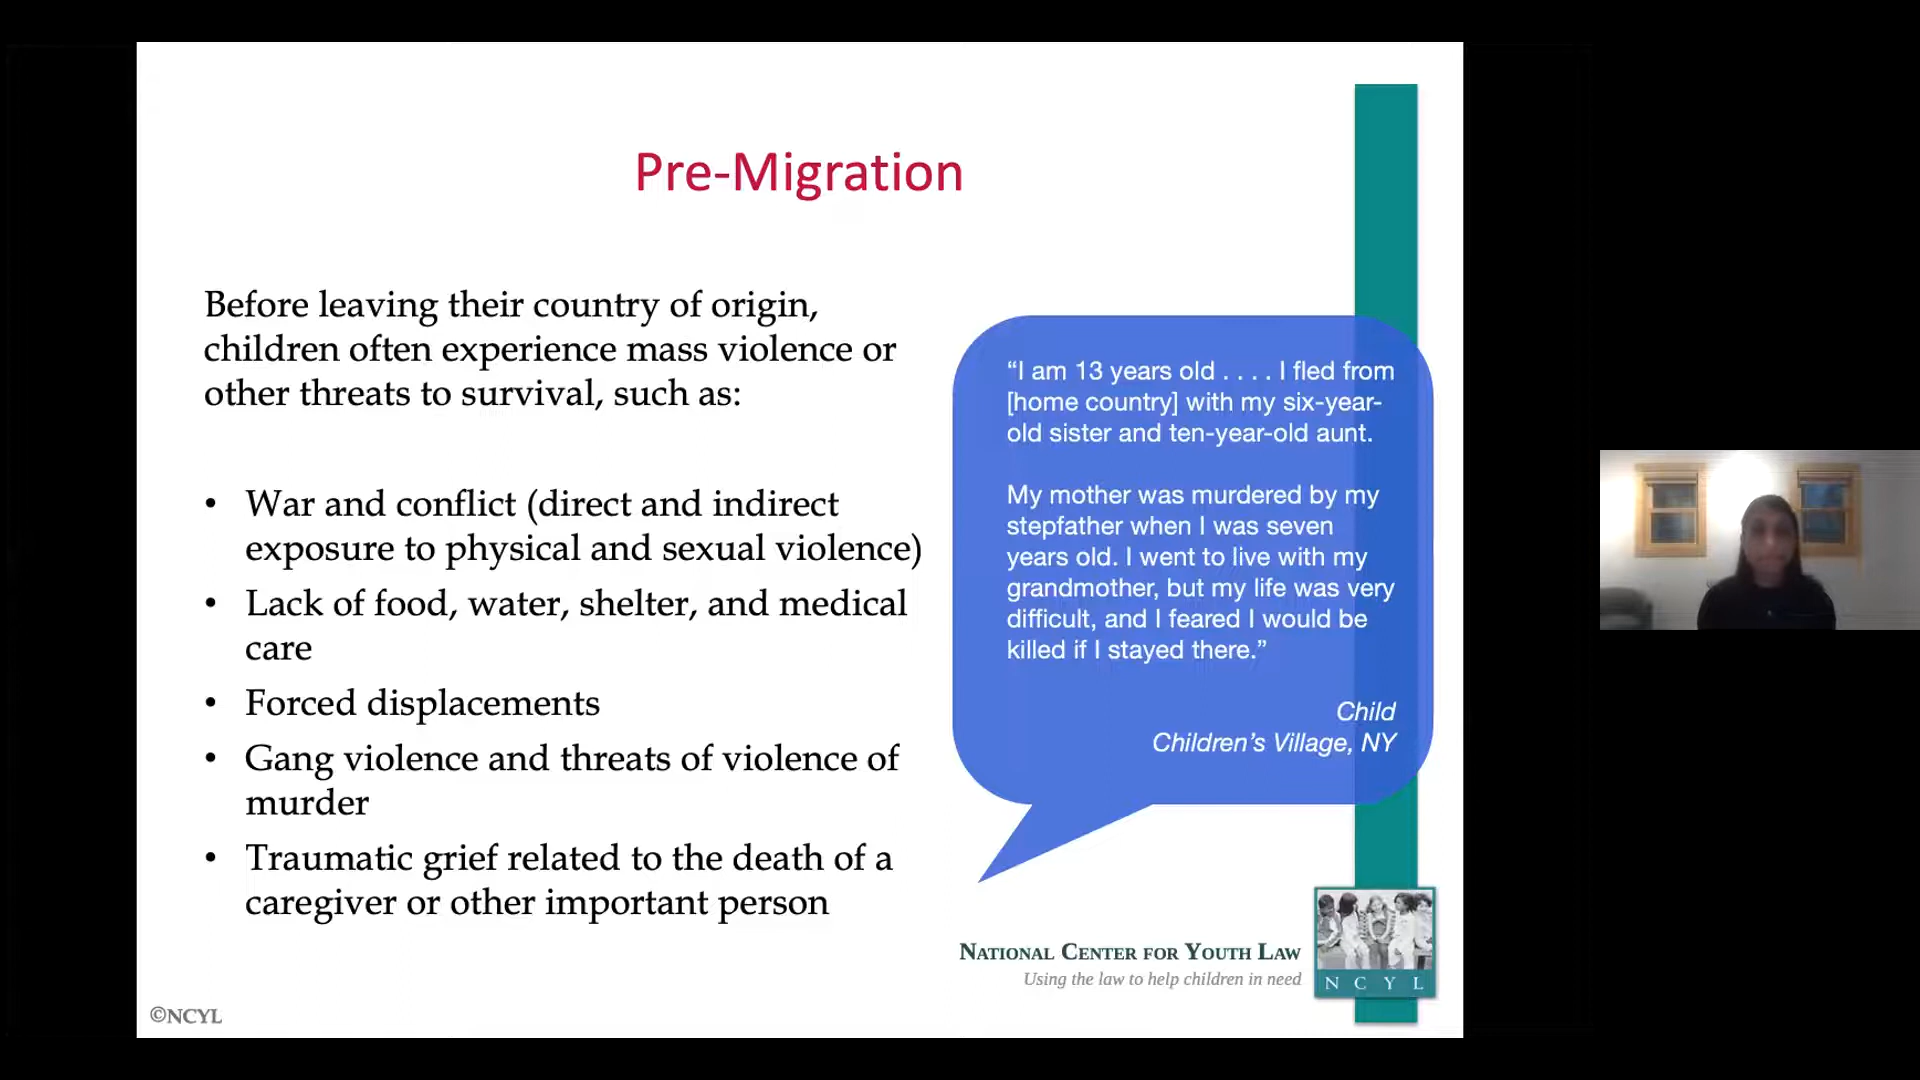 Pre-Migration
Before leaving their country of origin,
children often experience mass violence or
other threats to survival, such as:
• War and conflict (direct and indirect
exposure to physical and sexual violence)
• Lack of food, water, shelter, and medical
care
• Forced displacements
• Gang violence and threats of violence of
murder
• Traumatic grief related to the death of a
caregiver or other important person
“I am 13 years old . . . . I fled from
[home country] with my six-year-
old sister and ten-year-old aunt.
My mother was murdered by my
stepfather when I was seven
years old. I went to live with my
grandmother, but my life was very
difficult, and I feared I would be
killed if I stayed there.”
Child
Children’s Village, NY
National Center for Youth Law
Using the law to help children in need
N C Y L
©NCYL